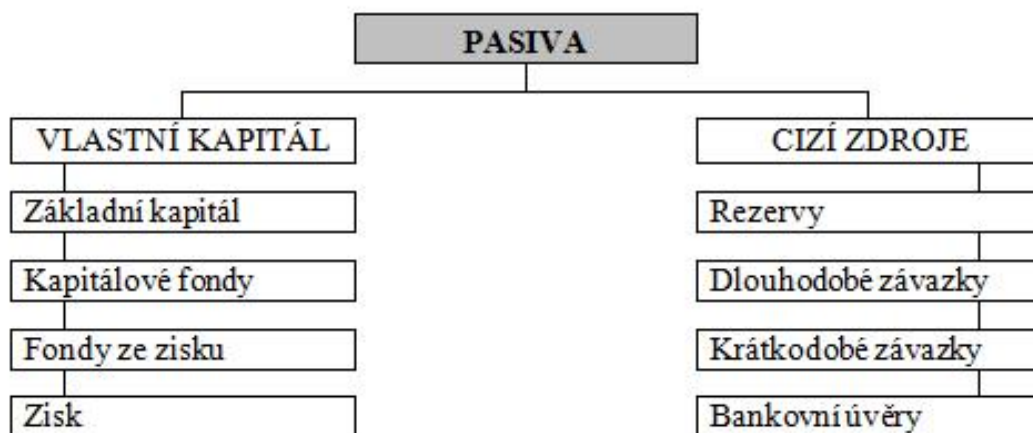 PASIVA
VLASTNÍ KAPITÁL
Základní kapitál
Kapitálové fondy
Fondy ze zisku
Zisk
CIZÍ ZDROJE
Rezervy
Dlouhodobé závazky
Krátkodobé závazky
Bankovní úvěry